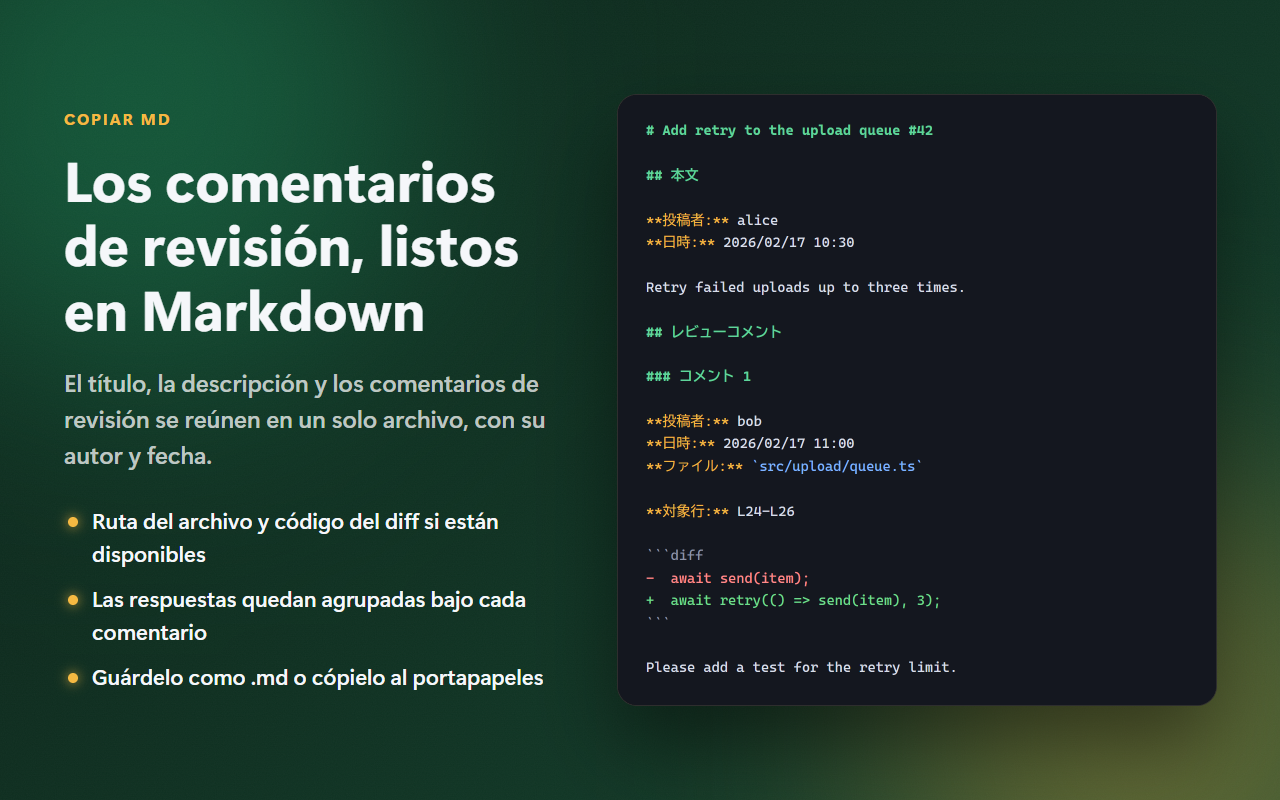 COPIAR MD
Los comentarios
de revisión, listos
en Markdown
El título, la descripción y los comentarios de
revisión se reúnen en un solo archivo, con su
autor y fecha.
Ruta del archivo y código del diff si están
disponibles
Las respuestas quedan agrupadas bajo cada
comentario
Guárdelo como .md o cópielo al portapapeles
# Add retry to the upload queue #42
## 本文
**投稿者:** alice
**日時:** 2026/02/17 10:30
Retry failed uploads up to three times.
## レビューコメント
### コメント 1
**投稿者:** bob
**日時:** 2026/02/17 11:00
**ファイル:** `src/upload/queue.ts`
**対象行:** L24–L26
```diff
-  await send(item);
+  await retry(() => send(item), 3);
```
Please add a test for the retry limit.